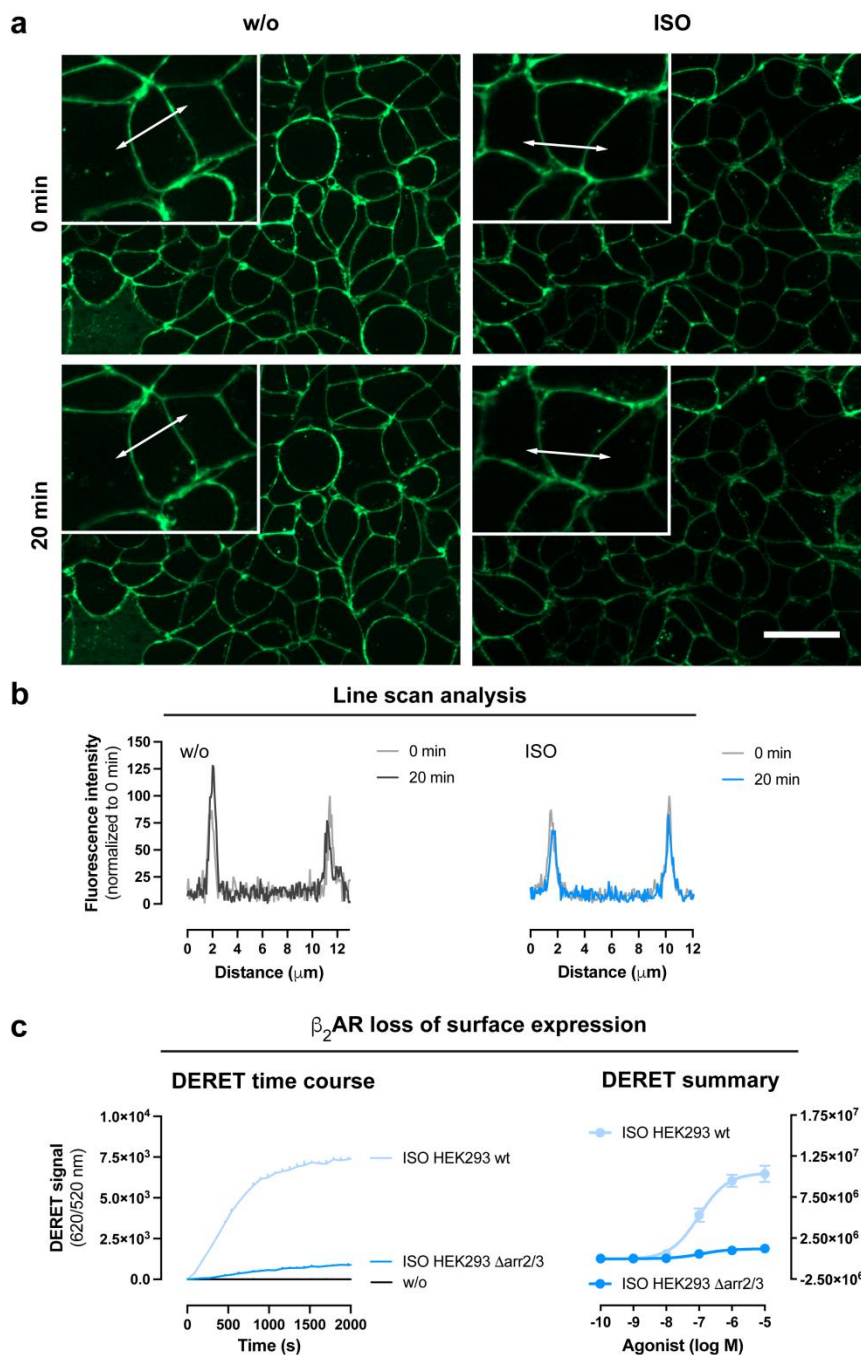 a
w/o
ISO
0 min
20 min
b
Line scan analysis
Fluorescence intensity
(normalized to 0 min)
150
125
100
75
50
25
0
w/o
0 min
20 min
0 2 4 6 8 10 12
Distance (μm)
ISO
0 min
20 min
0 2 4 6 8 10 12
Distance (μm)
c
β₂AR loss of surface expression
DERET time course
DERET signal
(620/520 nm)
1.0×10⁴
7.5×10³
5.0×10³
2.5×10³
0.0
ISO HEK293 wt
ISO HEK293 Δarr2/3
w/o
0 500 1000 1500 2000
Time (s)
DERET summary
ISO HEK293 wt
ISO HEK293 Δarr2/3
1.75×10⁷
1.25×10⁷
7.50×10⁶
2.50×10⁶
-2.50×10⁶
-10 -9 -8 -7 -6 -5
Agonist (log M)